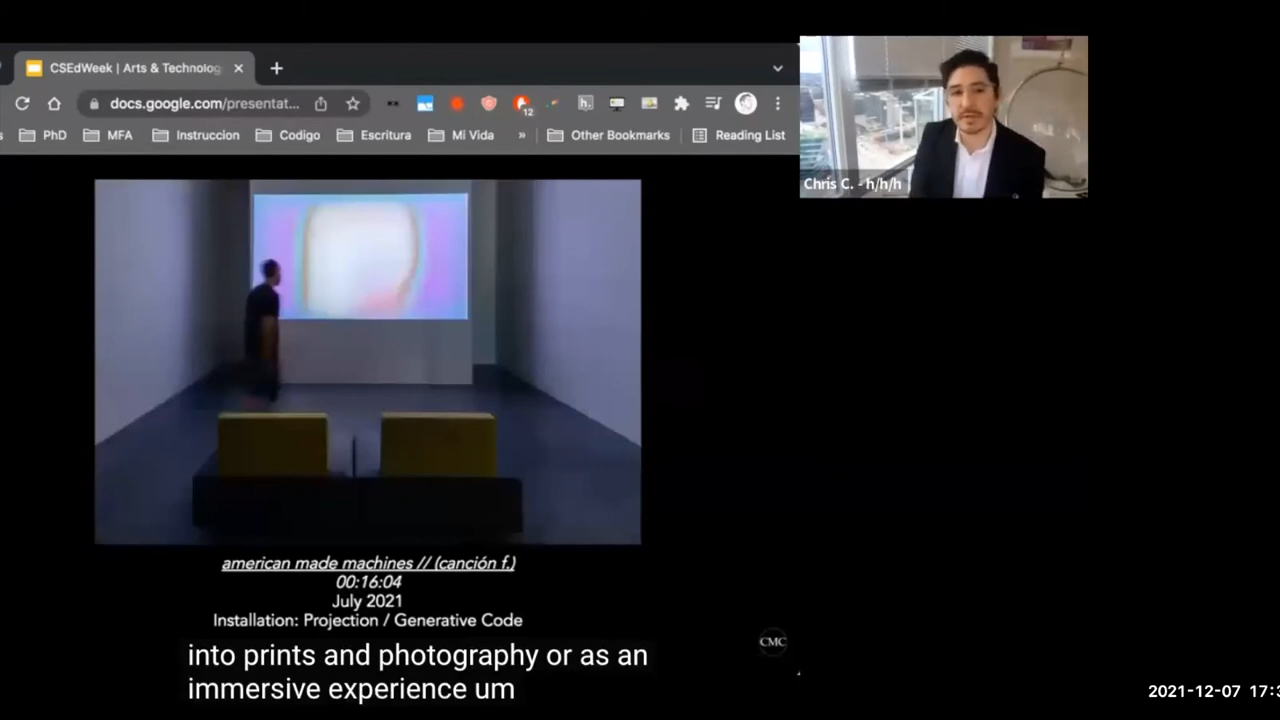 CSEdWeek | Arts & Technolog
docs.google.com/presentat...
12
h.
s PhD MFA Instruccion Codigo Escritura Mi Vida » Other Bookmarks Reading List
Chris C. - h/h/h
american made machines // (canción f.)
00:16:04
July 2021
Installation: Projection / Generative Code
into prints and photography or as an
immersive experience um
CMC
2021-12-07 17:3